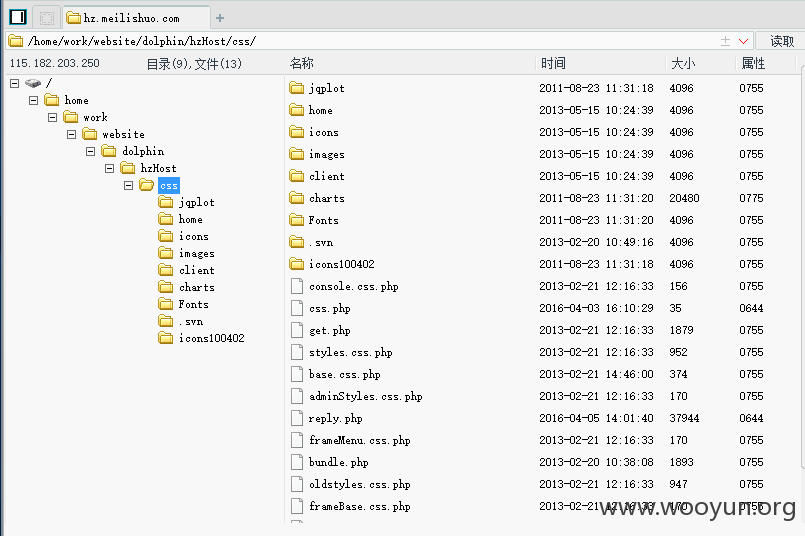 hz.meilishuo.com
/home/work/website/dolphin/hzHost/css/ 读取
115.182.203.250 目录(9),文件(13) 名称 时间 大小 属性
/
home
work
website
dolphin
hzHost
css
jqplot
home
icons
images
client
charts
Fonts
.svn
icons100402
jqplot 2011-08-23 11:31:18 4096 0755
home 2013-05-15 10:24:39 4096 0755
icons 2013-05-15 10:24:39 4096 0755
images 2013-05-15 10:24:39 4096 0755
client 2013-05-15 10:24:39 4096 0755
charts 2011-08-23 11:31:20 20480 0775
Fonts 2011-08-23 11:31:20 4096 0755
.svn 2013-02-20 10:49:16 4096 0755
icons100402 2011-08-23 11:31:18 4096 0755
console.css.php 2013-02-21 12:16:33 156 0755
css.php 2016-04-03 16:10:29 35 0644
get.php 2013-02-21 12:16:33 1879 0755
styles.css.php 2013-02-21 12:16:33 952 0755
base.css.php 2013-02-21 14:46:00 374 0755
adminStyles.css.php 2013-02-21 12:16:33 170 0755
reply.php 2016-04-05 14:01:40 37944 0644
frameMenu.css.php 2013-02-21 12:16:33 170 0755
bundle.php 2013-02-20 10:38:08 1893 0755
oldstyles.css.php 2013-02-21 12:16:33 947 0755
frameBase.css.php 2013-02-21 12:16:33 170 0755
www.wooyun.org